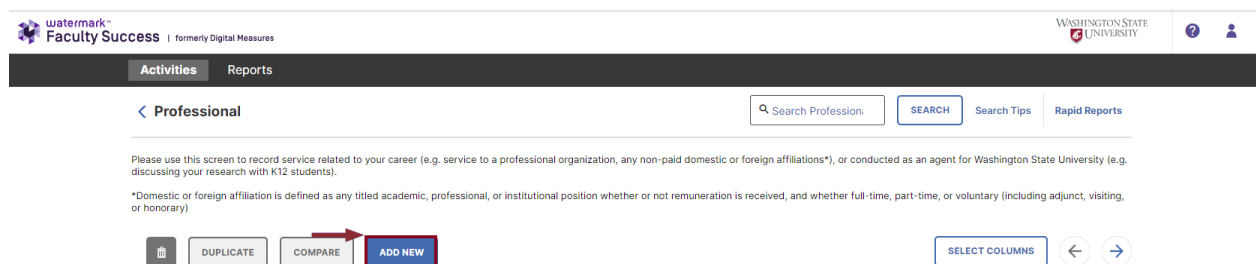 watermark™
Faculty Success | formerly Digital Measures
WASHINGTON STATE
UNIVERSITY
?
Activities Reports
Professional
Search Profession
SEARCH
Search Tips
Rapid Reports
Please use this screen to record service related to your career (e.g. service to a professional organization, any non-paid domestic or foreign affiliations*), or conducted as an agent for Washington State University (e.g.
discussing your research with K12 students).
*Domestic or foreign affiliation is defined as any titled academic, professional, or institutional position whether or not remuneration is received, and whether full-time, part-time, or voluntary (including adjunct, visiting,
or honorary)
DUPLICATE
COMPARE
ADD NEW
SELECT COLUMNS